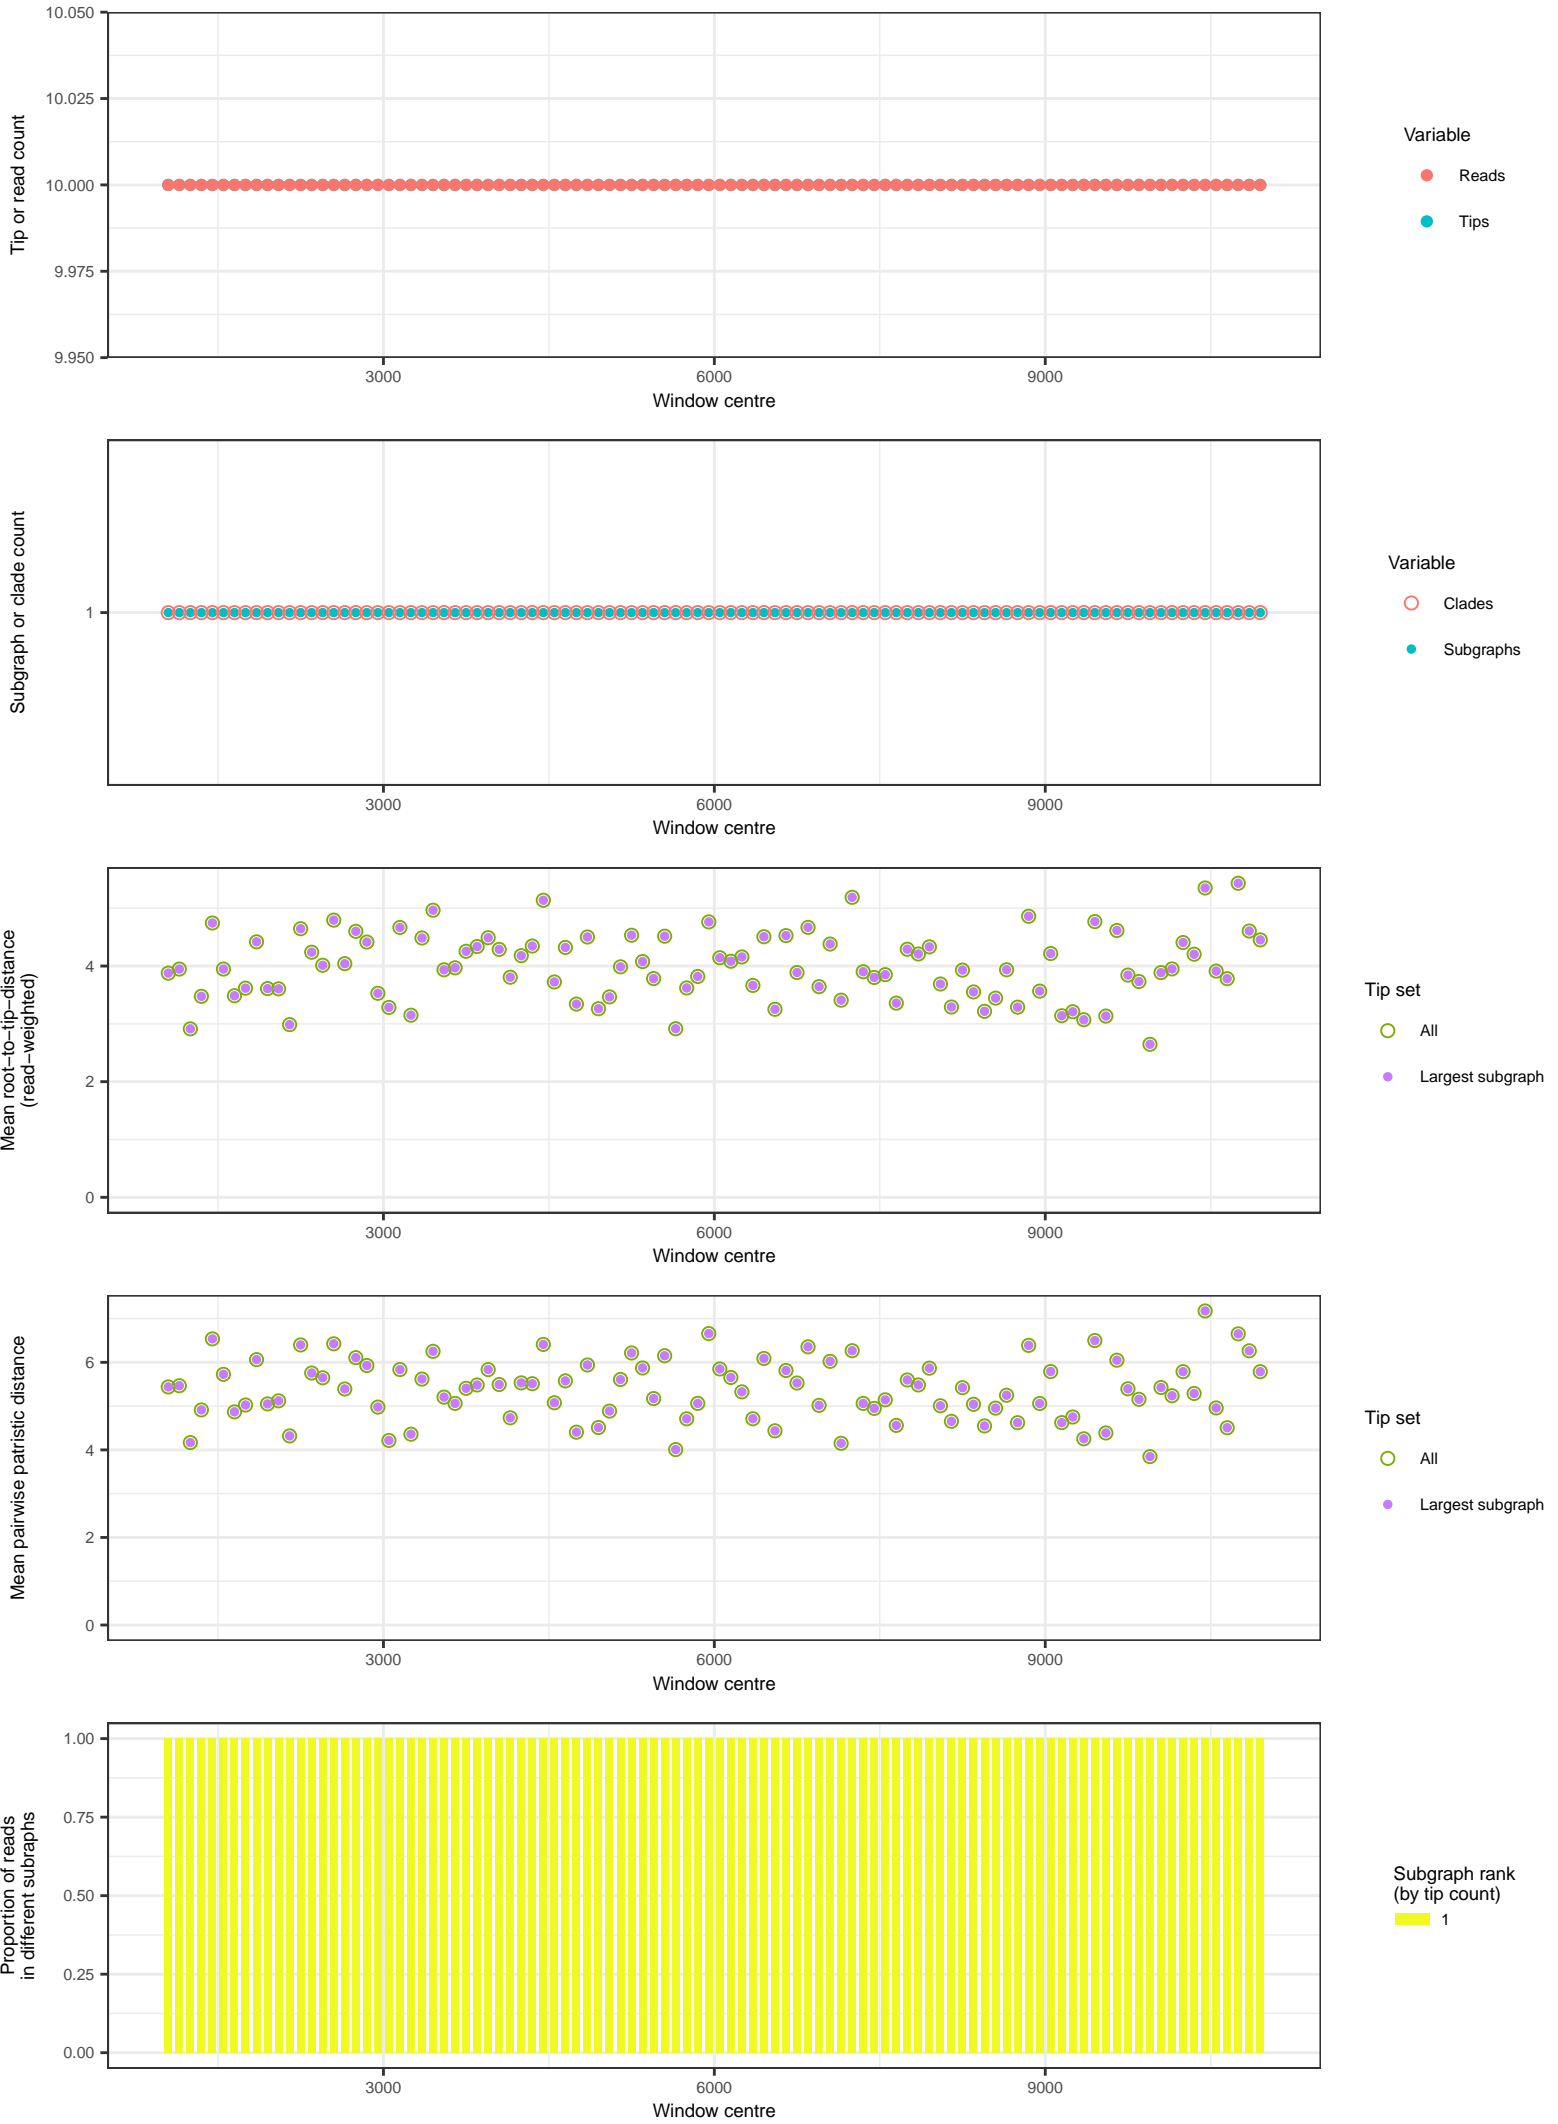 10.050
10.025
10.000
9.975
9.950
Tip or read count
3000
6000
9000
Window centre
Variable
Reads
Tips
1
Subgraph or clade count
3000
6000
9000
Window centre
Variable
Clades
Subgraphs
4
2
0
Mean root−to−tip−distance
(read−weighted)
3000
6000
9000
Window centre
Tip set
All
Largest subgraph
6
4
2
0
Mean pairwise patristic distance
3000
6000
9000
Window centre
Tip set
All
Largest subgraph
1.00
0.75
0.50
0.25
0.00
Proportion of reads
in different subraphs
3000
6000
9000
Window centre
Subgraph rank
(by tip count)
1